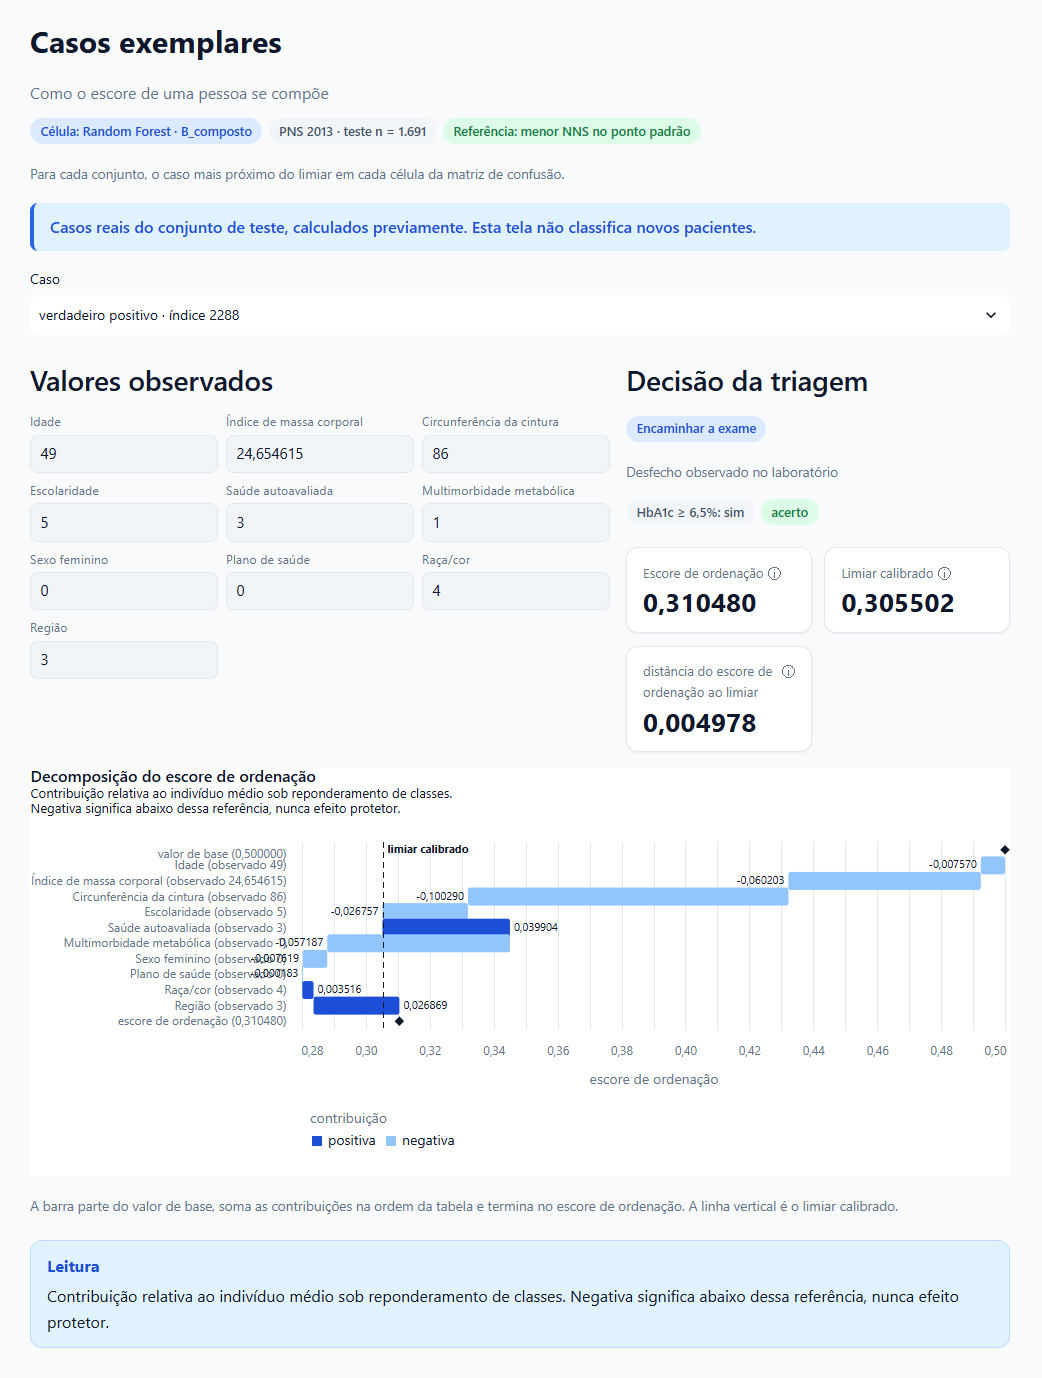 Casos exemplares
Como o escore de uma pessoa se compõe
Célula: Random Forest · B_composto
PNS 2013 · teste n = 1.691
Referência: menor NNS no ponto padrão
Para cada conjunto, o caso mais próximo do limiar em cada célula da matriz de confusão.
Casos reais do conjunto de teste, calculados previamente. Esta tela não classifica novos pacientes.
Caso
verdadeiro positivo · índice 2288
Valores observados
Idade
49
Índice de massa corporal
24,654615
Circunferência da cintura
86
Escolaridade
5
Saúde autoavaliada
3
Multimorbidade metabólica
1
Sexo feminino
0
Plano de saúde
0
Raça/cor
4
Região
3
Decisão da triagem
Encaminhar a exame
Desfecho observado no laboratório
HbA1c ≥ 6,5%: sim
acerto
Escore de ordenação ⓘ
0,310480
Limiar calibrado ⓘ
0,305502
distância do escore de ⓘ
ordenação ao limiar
0,004978
Decomposição do escore de ordenação
Contribuição relativa ao indivíduo médio sob reponderamento de classes.
Negativa significa abaixo dessa referência, nunca efeito protetor.
limiar calibrado
valor de base (0,500000)
Idade (observado 49)
-0,007570
Índice de massa corporal (observado 24,654615)
-0,060203
Circunferência da cintura (observado 86)
-0,100290
Escolaridade (observado 5)
-0,026757
Saúde autoavaliada (observado 3)
0,039904
Multimorbidade metabólica (observado 1)
-0,057187
Sexo feminino (observado 0)
-0,007619
Plano de saúde (observado 0)
-0,000183
Raça/cor (observado 4)
0,003516
Região (observado 3)
0,026869
escore de ordenação (0,310480)
0,28 0,30 0,32 0,34 0,36 0,38 0,40 0,42 0,44 0,46 0,48 0,50
escore de ordenação
contribuição
positiva negativa
A barra parte do valor de base, soma as contribuições na ordem da tabela e termina no escore de ordenação. A linha vertical é o limiar calibrado.
Leitura
Contribuição relativa ao indivíduo médio sob reponderamento de classes. Negativa significa abaixo dessa referência, nunca efeito
protetor.